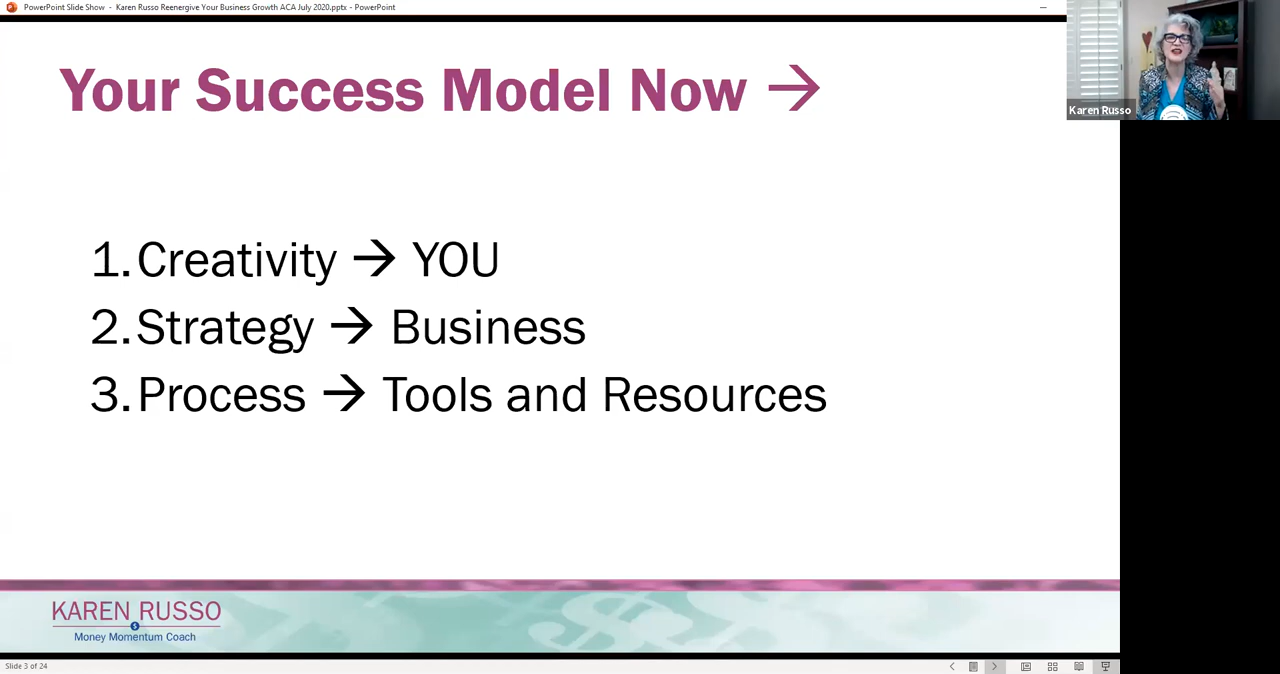 PowerPoint Slide Show - Karen Russo Reenergive Your Business Growth ACA July 2020.pptx - PowerPoint
Karen Russo
Your Success Model Now →
1. Creativity → YOU
2. Strategy → Business
3. Process → Tools and Resources
KAREN RUSSO
Money Momentum Coach
Slide 3 of 24